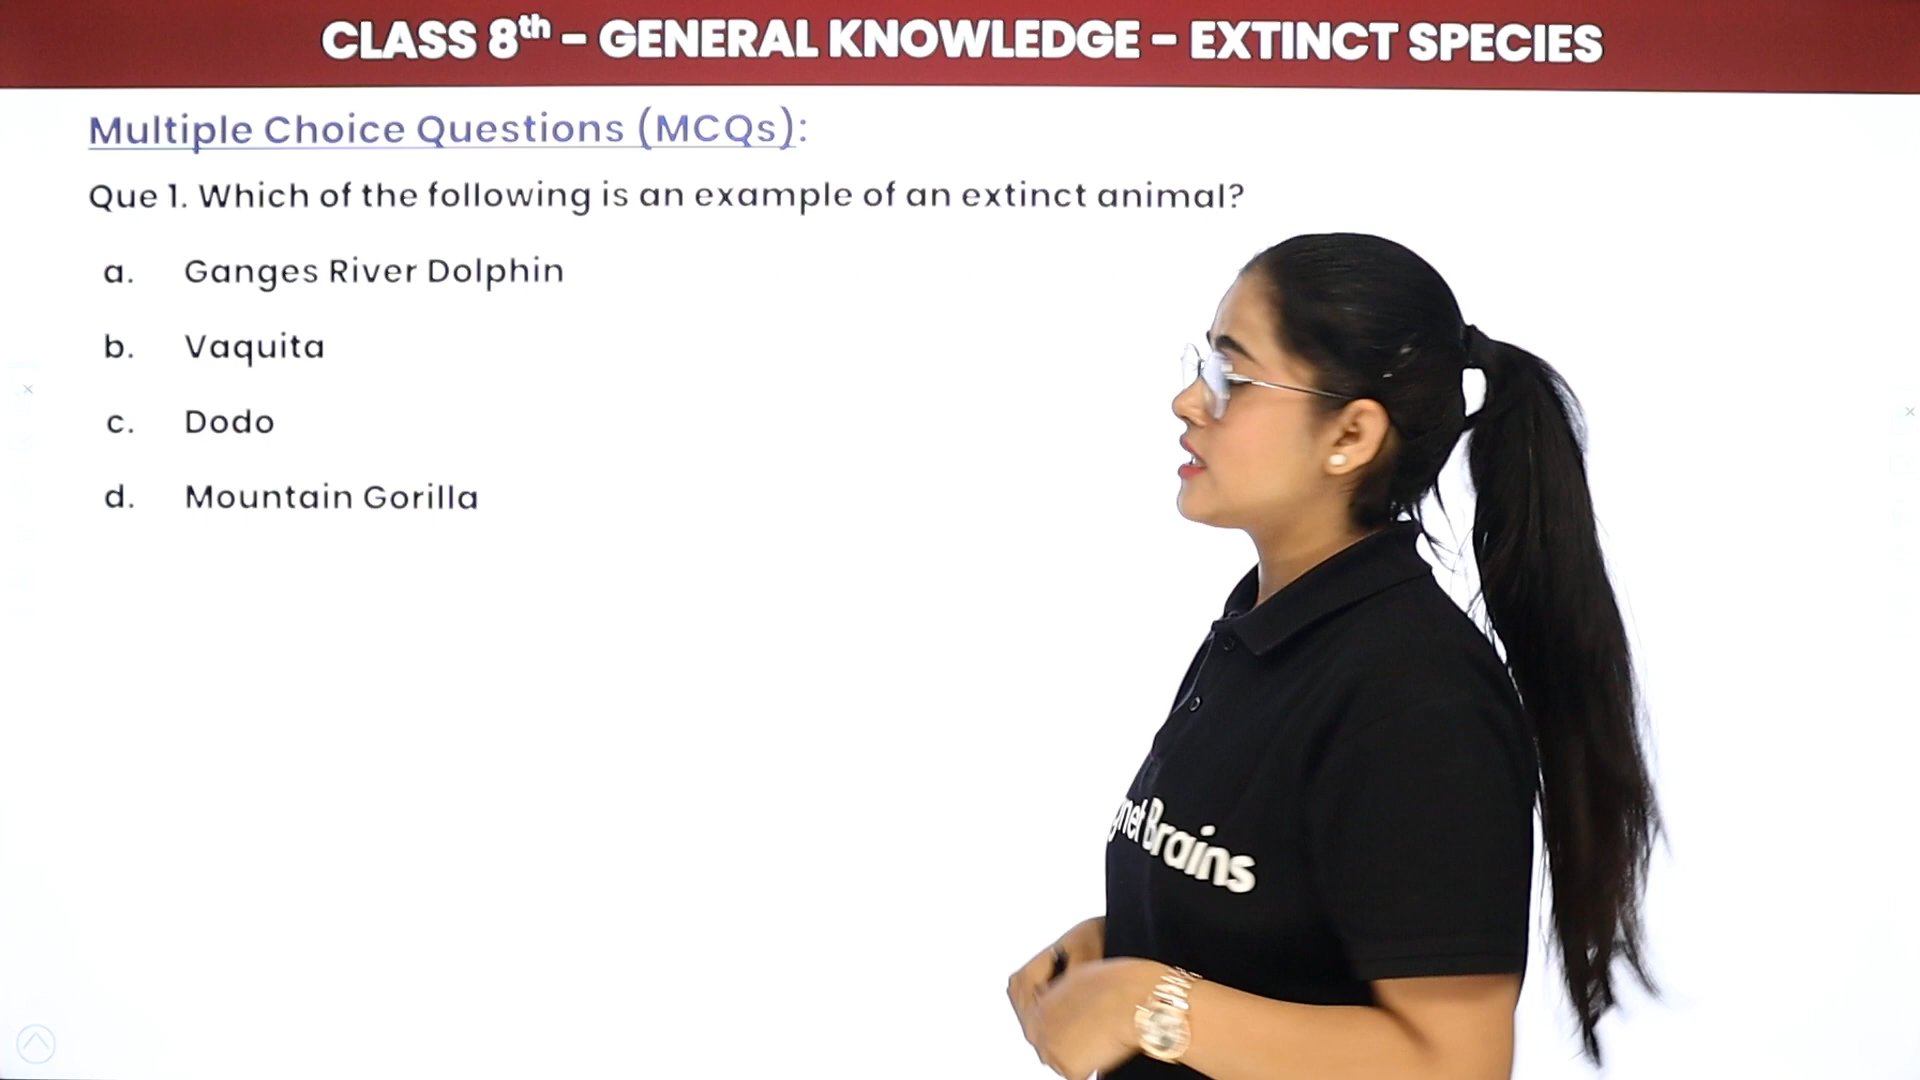 CLASS 8th – GENERAL KNOWLEDGE – EXTINCT SPECIES
Multiple Choice Questions (MCQs):
Que 1. Which of the following is an example of an extinct animal?
a. Ganges River Dolphin
b. Vaquita
c. Dodo
d. Mountain Gorilla
gnet Brains